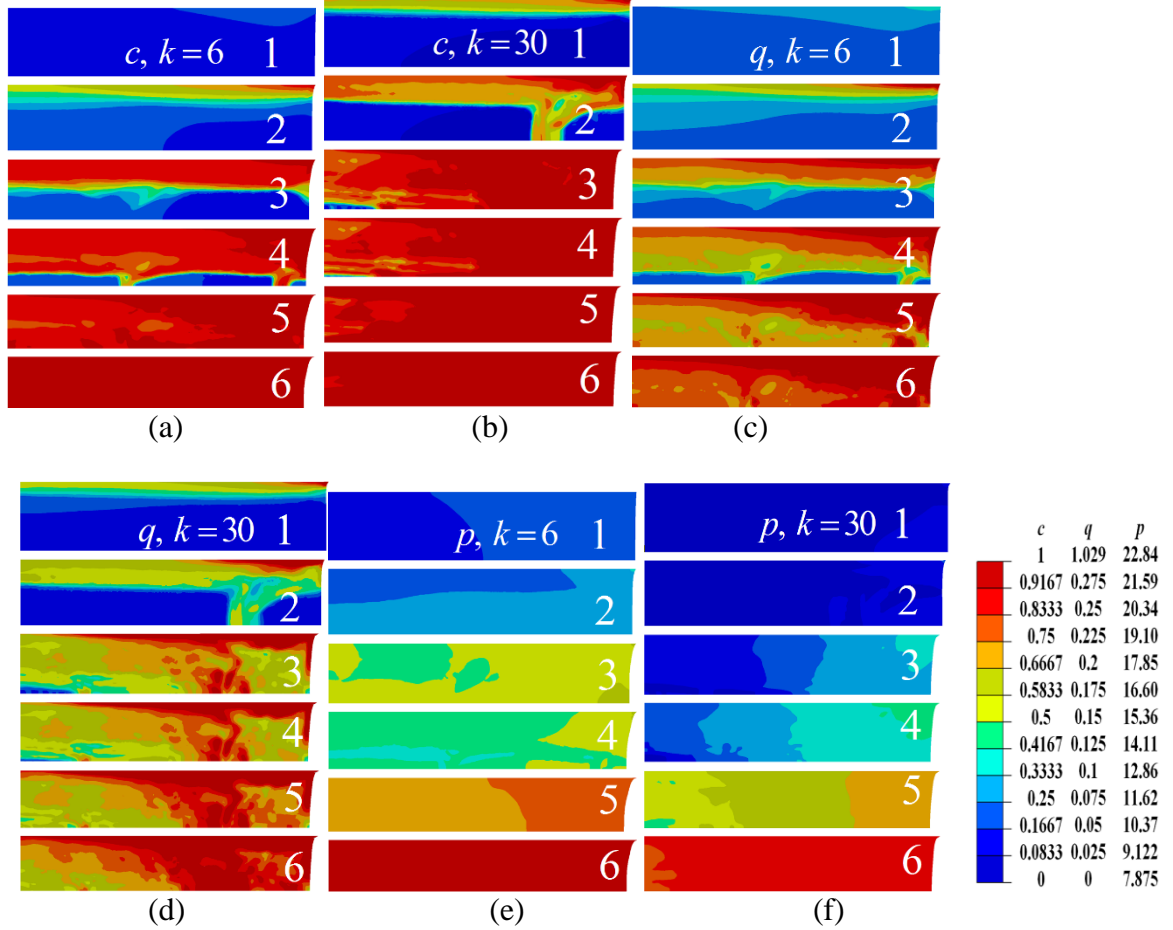 c, k=6 1
2
3
4
5
6
(a)
c, k=30 1
2
3
4
5
6
(b)
q, k=6 1
2
3
4
5
6
(c)
q, k=30 1
2
3
4
5
6
(d)
p, k=6 1
2
3
4
5
6
(e)
p, k=30 1
2
3
4
5
6
(f)
c q p
1 1.029 22.84
0.9167 0.275 21.59
0.8333 0.25 20.34
0.75 0.225 19.10
0.6667 0.2 17.85
0.5833 0.175 16.60
0.5 0.15 15.36
0.4167 0.125 14.11
0.3333 0.1 12.86
0.25 0.075 11.62
0.1667 0.05 10.37
0.0833 0.025 9.122
0 0 7.875